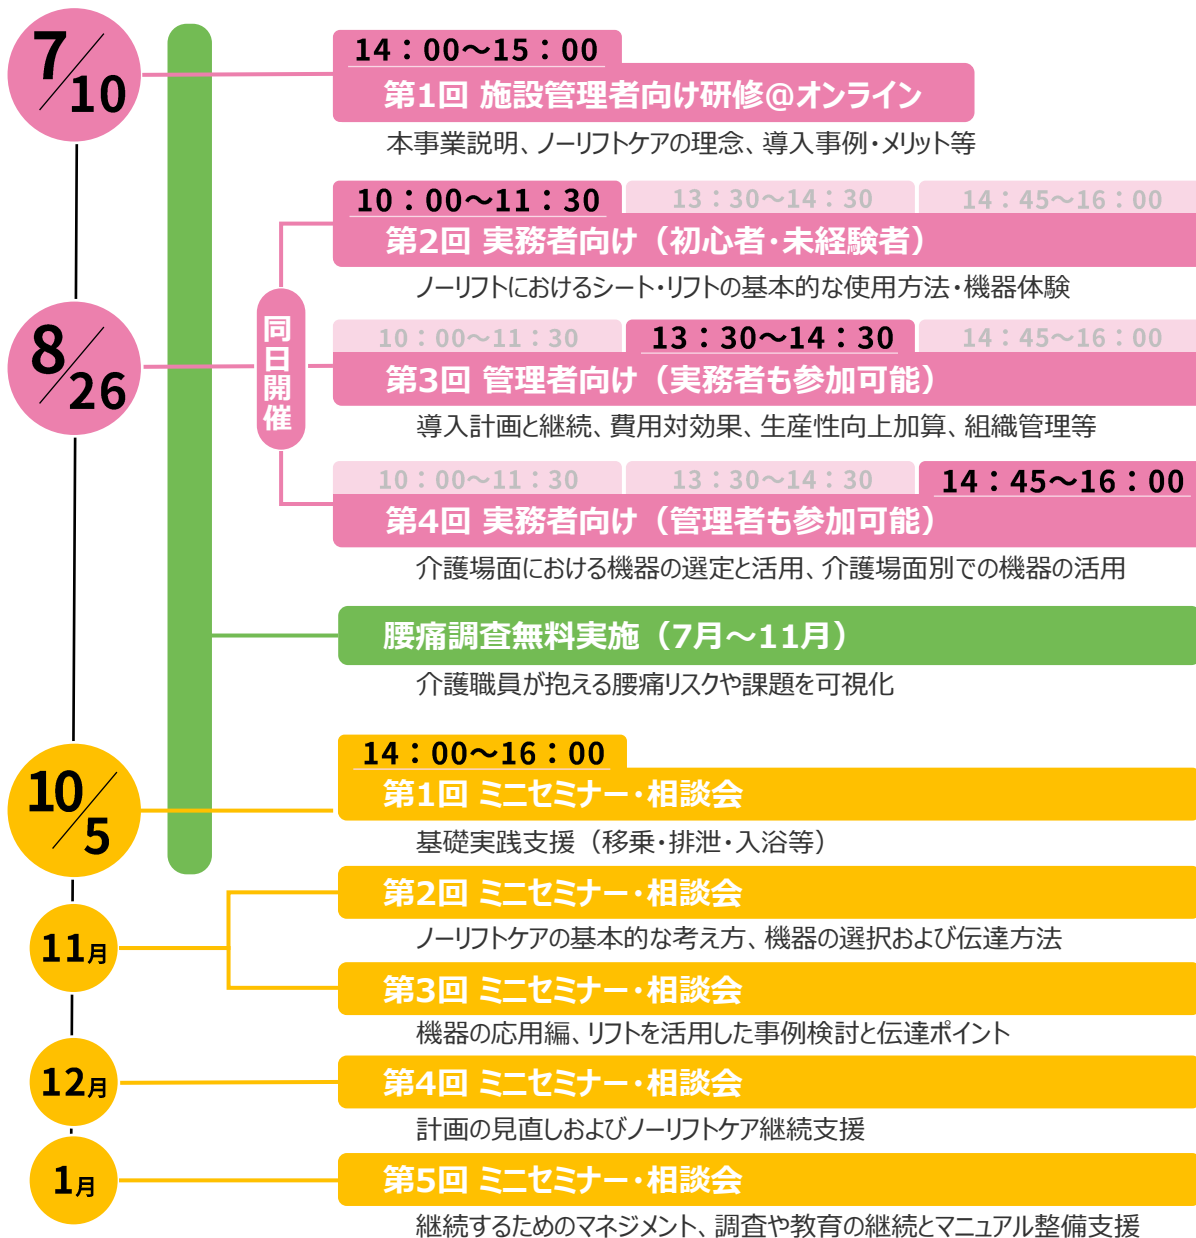 7/10
14：00～15：00
第1回 施設管理者向け研修@オンライン
本事業説明、ノーリフトケアの理念、導入事例・メリット等
10：00～11：30 13：30～14：30 14：45～16：00
第2回 実務者向け（初心者・未経験者）
ノーリフトにおけるシート・リフトの基本的な使用方法・機器体験
8/26
同日開催
10：00～11：30 13：30～14：30 14：45～16：00
第3回 管理者向け（実務者も参加可能）
導入計画と継続、費用対効果、生産性向上加算、組織管理等
10：00～11：30 13：30～14：30 14：45～16：00
第4回 実務者向け（管理者も参加可能）
介護場面における機器の選定と活用、介護場面別での機器の活用
腰痛調査無料実施（7月～11月）
介護職員が抱える腰痛リスクや課題を可視化
10/5
14：00～16：00
第1回 ミニセミナー・相談会
基礎実践支援（移乗・排泄・入浴等）
11月
第2回 ミニセミナー・相談会
ノーリフトケアの基本的な考え方、機器の選択および伝達方法
第3回 ミニセミナー・相談会
機器の応用編、リフトを活用した事例検討と伝達ポイント
12月
第4回 ミニセミナー・相談会
計画の見直しおよびノーリフトケア継続支援
1月
第5回 ミニセミナー・相談会
継続するためのマネジメント、調査や教育の継続とマニュアル整備支援